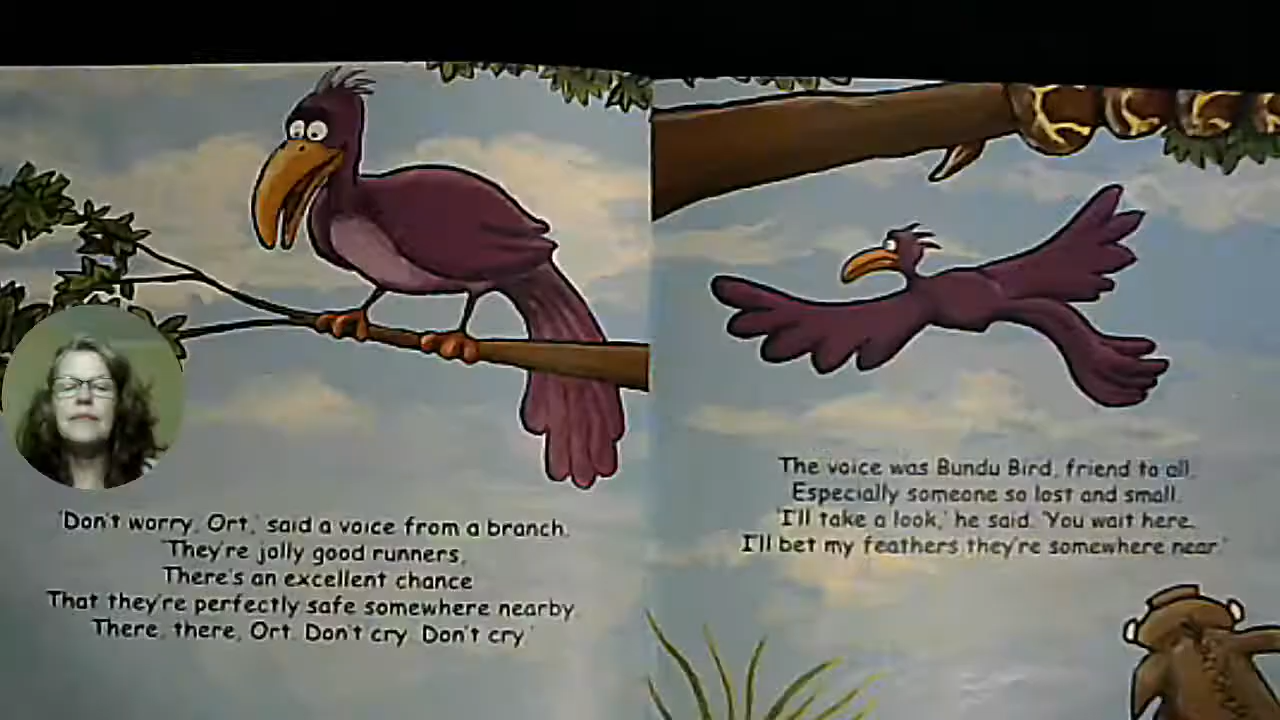 'Don't worry, Ort,' said a voice from a branch.
'They're jolly good runners,
There's an excellent chance
That they're perfectly safe somewhere nearby.
There, there, Ort. Don't cry. Don't cry.'
The voice was Bundu Bird, friend to all,
Especially someone so lost and small.
'I'll take a look,' he said. 'You wait here.
I'll bet my feathers they're somewhere near.'